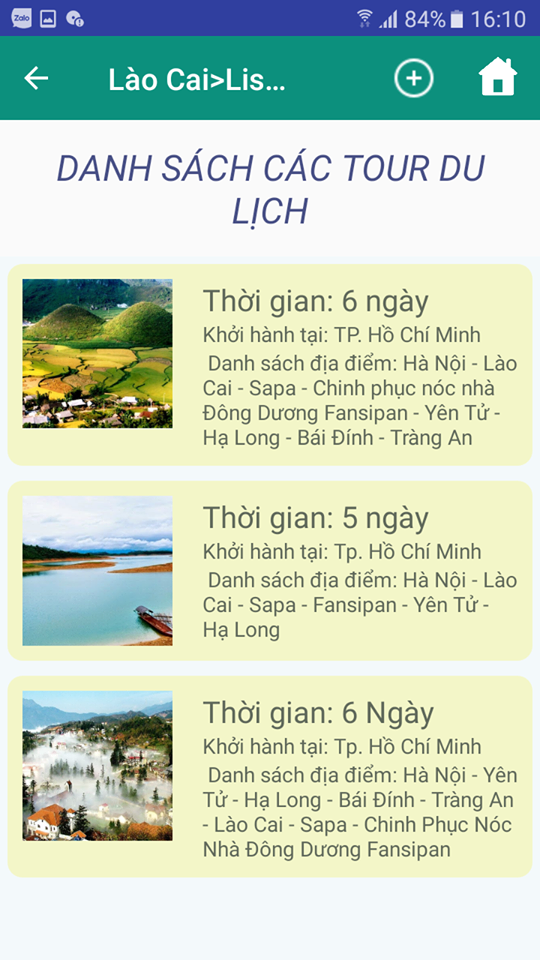 Zalo 84% 16:10
Lào Cai>Lis...
DANH SÁCH CÁC TOUR DU
LỊCH
Thời gian: 6 ngày
Khởi hành tại: TP. Hồ Chí Minh
Danh sách địa điểm: Hà Nội - Lào
Cai - Sapa - Chinh phục nóc nhà
Đông Dương Fansipan - Yên Tử -
Hạ Long - Bái Đính - Tràng An
Thời gian: 5 ngày
Khởi hành tại: Tp. Hồ Chí Minh
Danh sách địa điểm: Hà Nội - Lào
Cai - Sapa - Fansipan - Yên Tử -
Hạ Long
Thời gian: 6 Ngày
Khởi hành tại: Tp. Hồ Chí Minh
Danh sách địa điểm: Hà Nội - Yên
Tử - Hạ Long - Bái Đính - Tràng An
- Lào Cai - Sapa - Chinh Phục Nóc
Nhà Đông Dương Fansipan